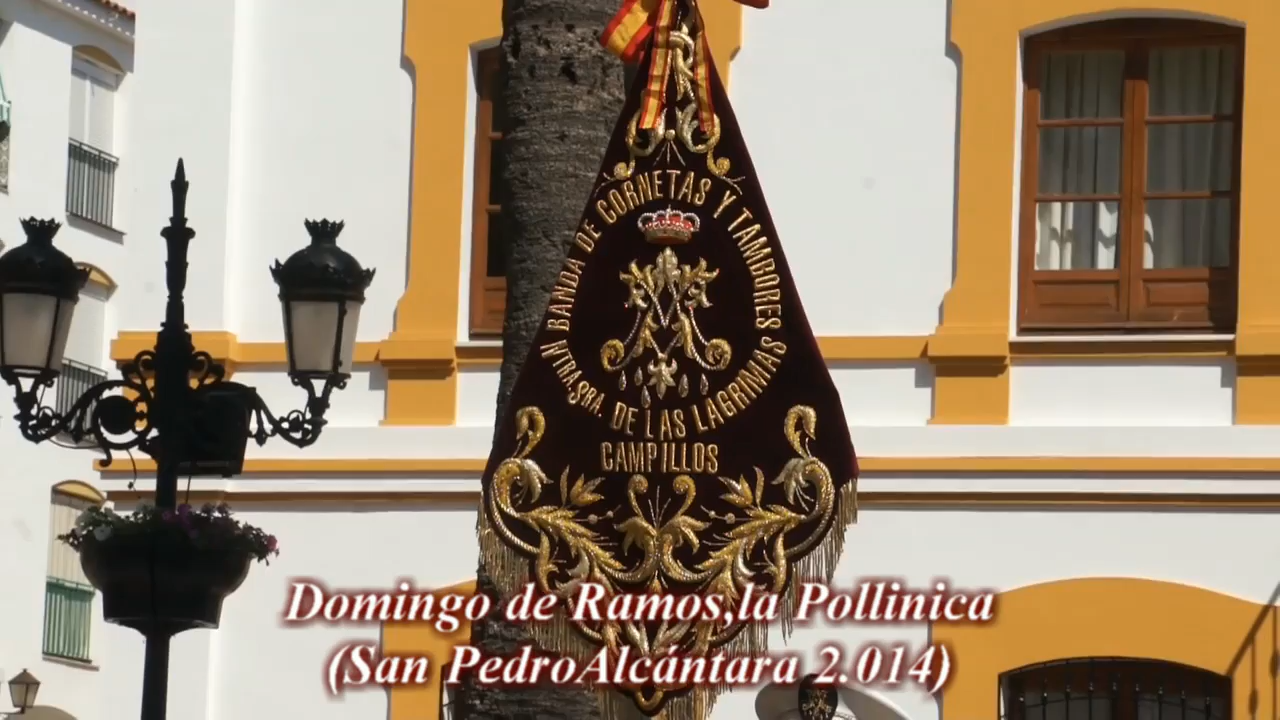 BANDA DE CORNETAS Y TAMBORES
NTRA SRA. DE LAS LAGRIMAS
CAMPILLOS
Domingo de Ramos,la Pollinica
(San PedroAlcántara 2.014)